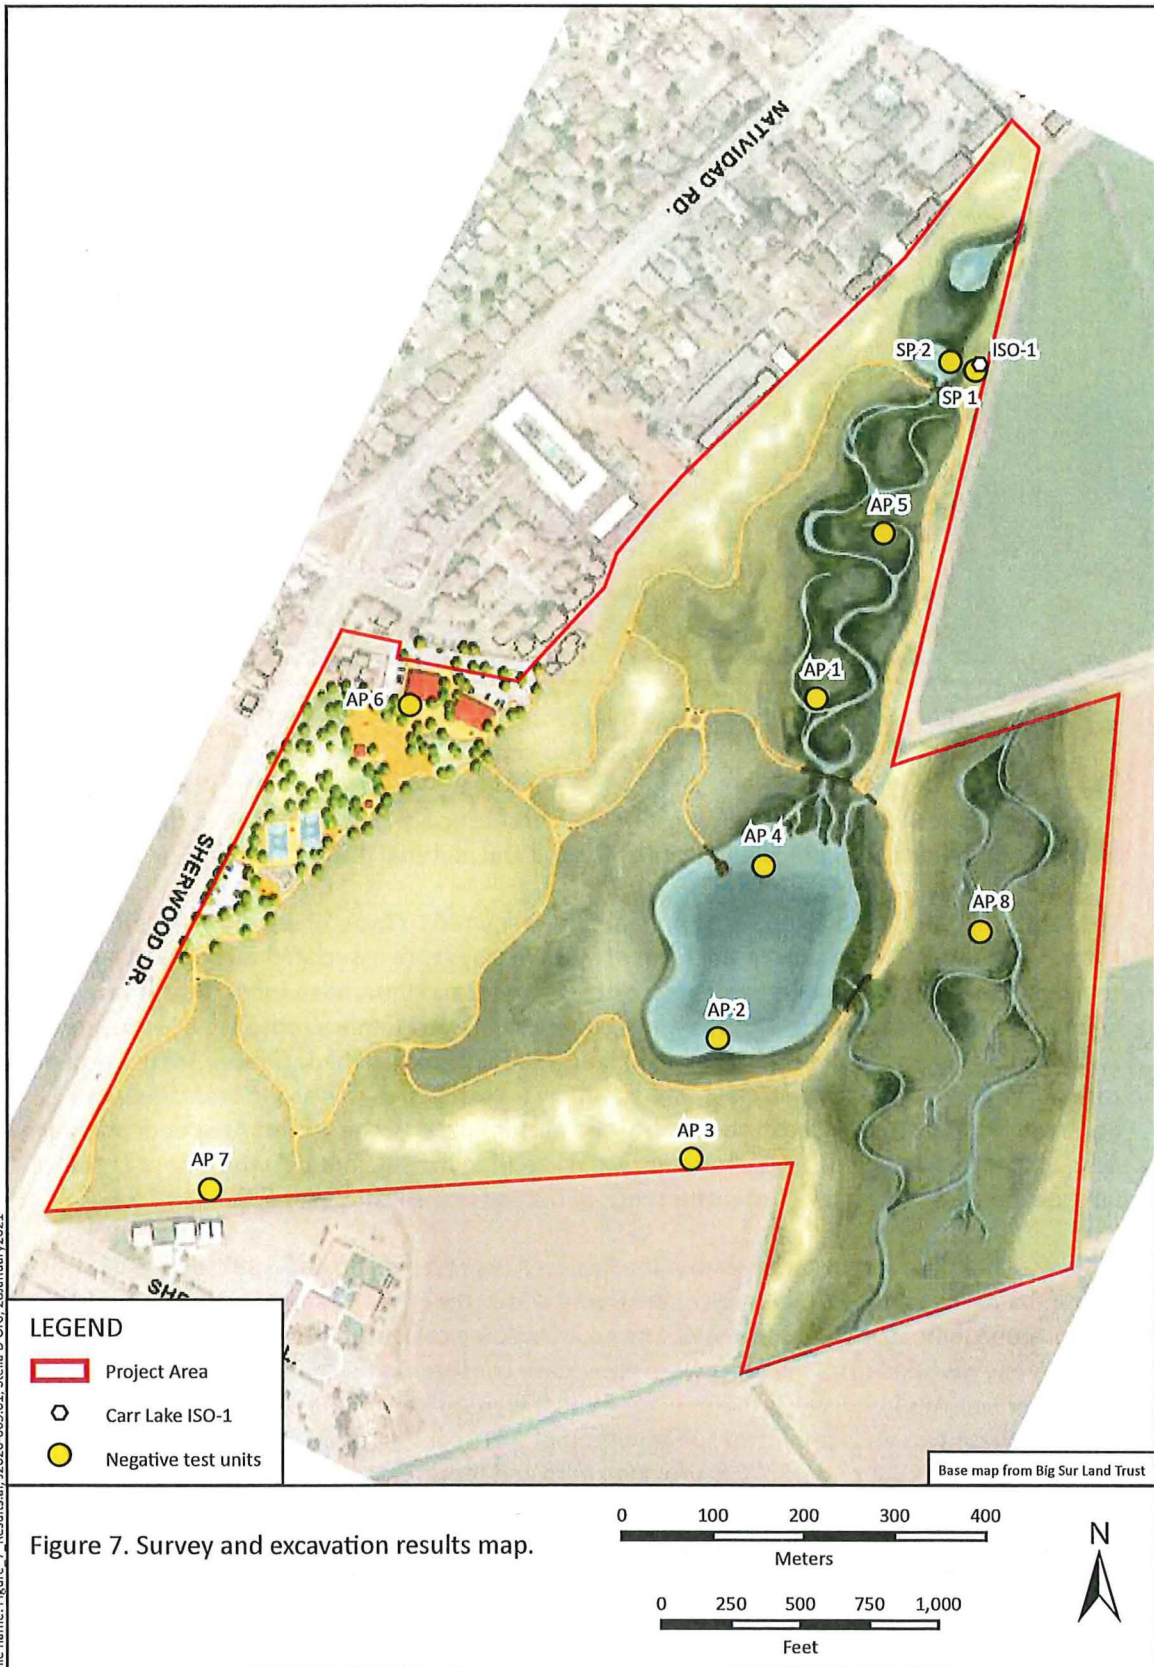 NATIVIDAD RD.
SP 2
ISO-1
SP 1
AP 5
AP 1
AP 6
AP 4
AP 8
SHERWOOD DR.
AP 2
AP 3
AP 7
LEGEND
Project Area
Carr Lake ISO-1
Negative test units
Base map from Big Sur Land Trust
Figure 7. Survey and excavation results map.
0 100 200 300 400
Meters
0 250 500 750 1,000
Feet
N